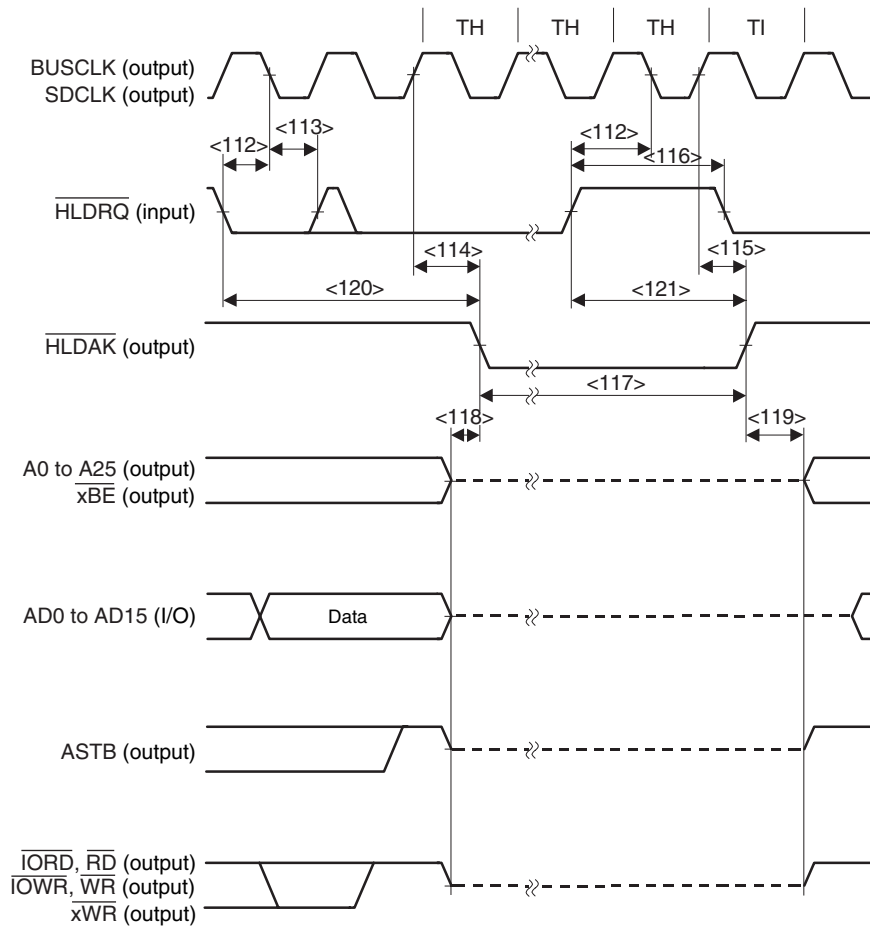 TH TH TH TI
BUSCLK (output)
SDCLK (output)
<112> <113> <112> <116>
HLDRQ (input)
<114> <115>
<120> <121>
HLDAK (output)
<117>
<118> <119>
A0 to A25 (output)
xBE (output)
AD0 to AD15 (I/O) Data
ASTB (output)
IORD, RD (output)
IOWR, WR (output)
xWR (output)